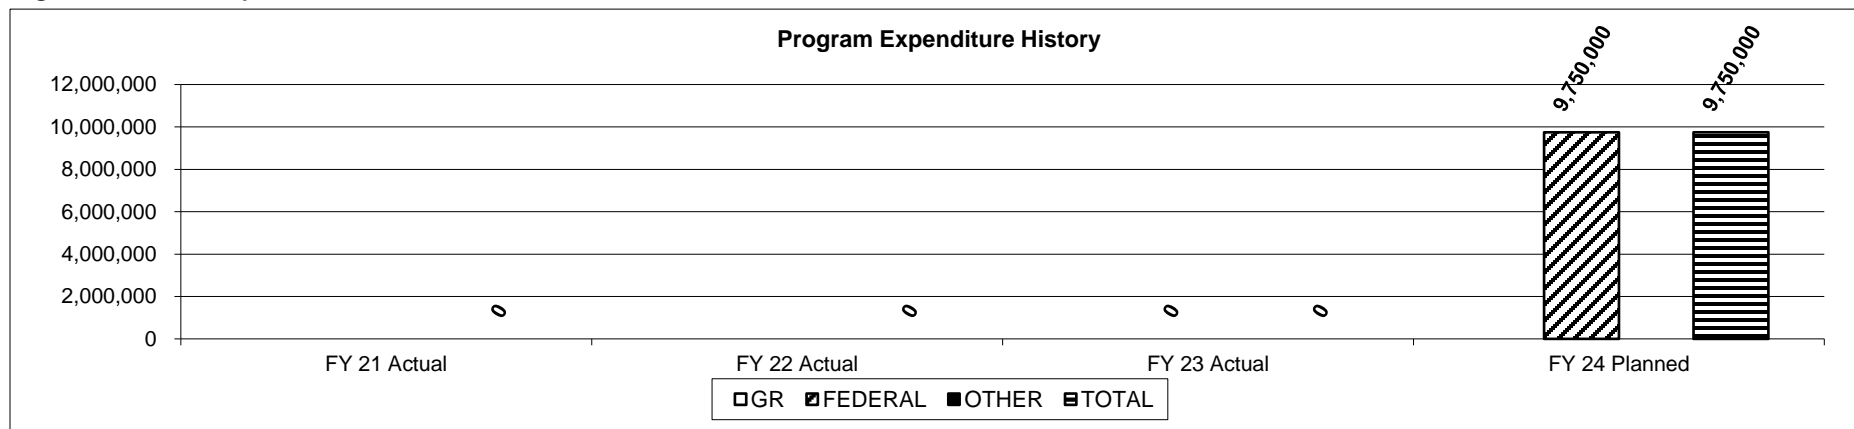 Program Expenditure History
9,750,000
9,750,000
12,000,000
10,000,000
8,000,000
6,000,000
4,000,000
2,000,000
0
0
0
0
0
FY 21 Actual
FY 22 Actual
FY 23 Actual
FY 24 Planned
GR FEDERAL OTHER TOTAL